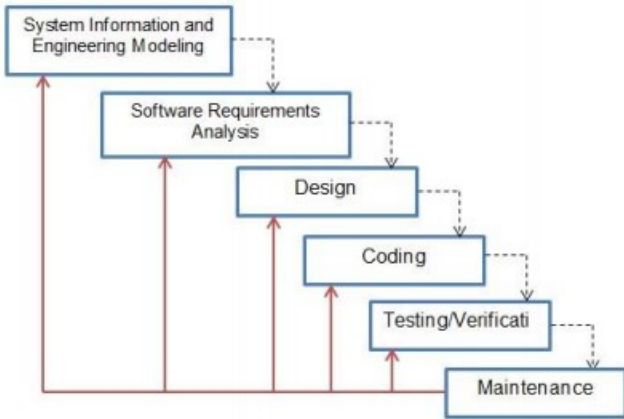 System Information and
Engineering Modeling
Software Requirements
Analysis
Design
Coding
Testing/Verificati
Maintenance